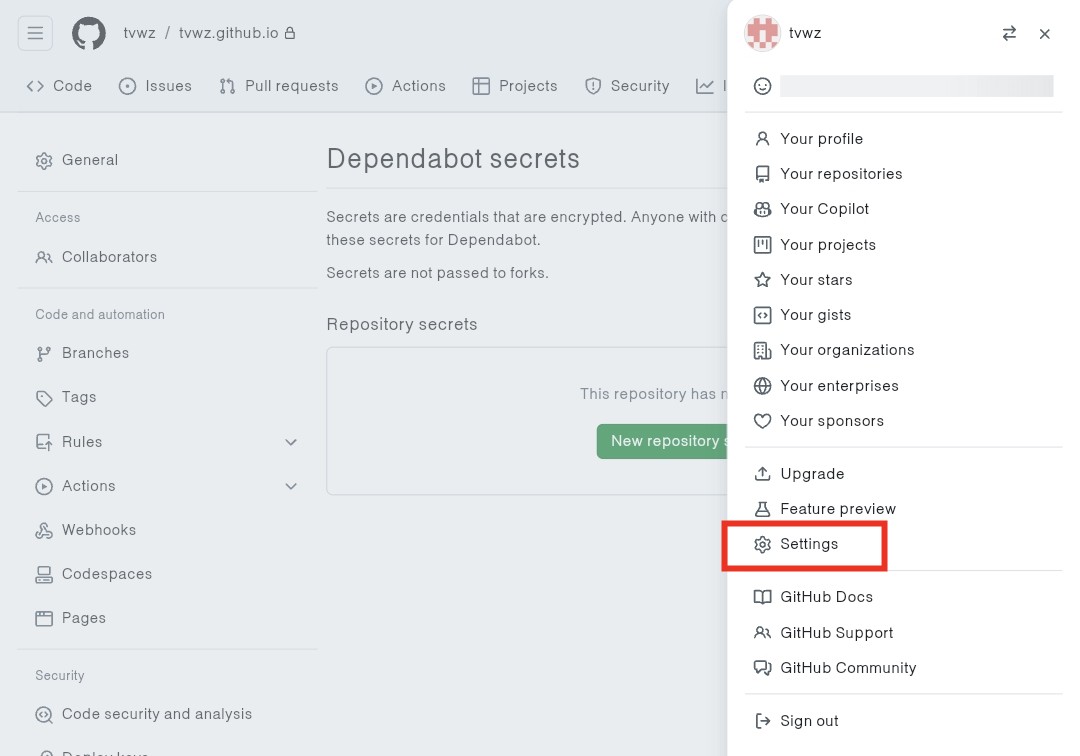 tvwz / tvwz.github.io
Code Issues Pull requests Actions Projects Security
General
Access
Collaborators
Code and automation
Branches
Tags
Rules
Actions
Webhooks
Codespaces
Pages
Security
Code security and analysis
Deploy keys
Dependabot secrets
Secrets are credentials that are encrypted. Anyone with
these secrets for Dependabot.
Secrets are not passed to forks.
Repository secrets
This repository has
New repository
tvwz
Your profile
Your repositories
Your Copilot
Your projects
Your stars
Your gists
Your organizations
Your enterprises
Your sponsors
Upgrade
Feature preview
Settings
GitHub Docs
GitHub Support
GitHub Community
Sign out